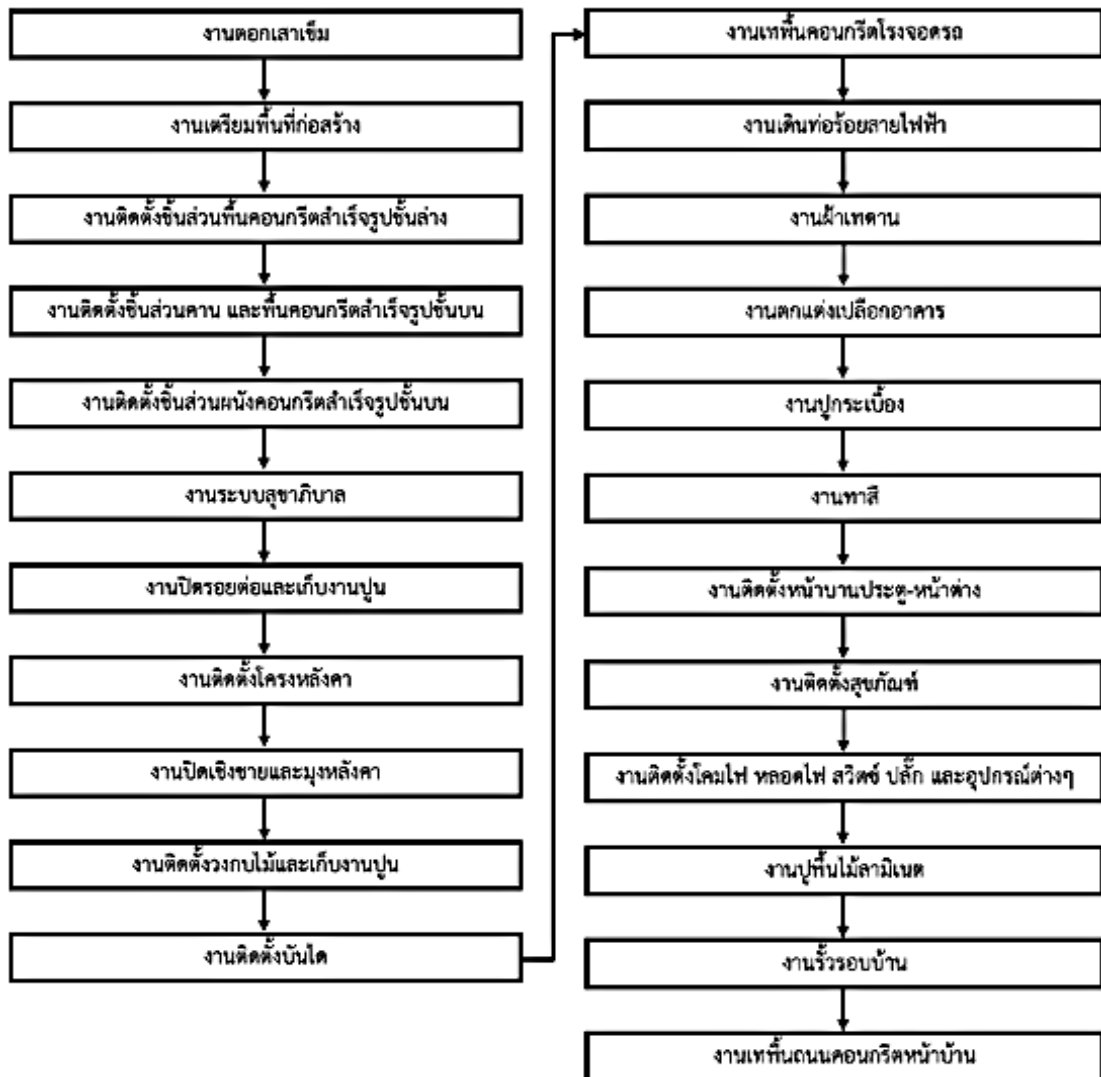 งานตอกเสาเข็ม
งานเตรียมพื้นที่ก่อสร้าง
งานติดตั้งชิ้นส่วนพื้นคอนกรีตสำเร็จรูปชั้นล่าง
งานติดตั้งชิ้นส่วนคาน และพื้นคอนกรีตสำเร็จรูปชั้นบน
งานติดตั้งชิ้นส่วนผนังคอนกรีตสำเร็จรูปชั้นบน
งานระบบสุขาภิบาล
งานปิดรอยต่อและเก็บงานปูน
งานติดตั้งโครงหลังคา
งานปิดเชิงชายและมุงหลังคา
งานติดตั้งวงกบไม้และเก็บงานปูน
งานติดตั้งบันได
งานเทพื้นคอนกรีตโรงจอดรถ
งานเดินท่อร้อยสายไฟฟ้า
งานฝ้าเพดาน
งานตกแต่งเปลือกอาคาร
งานปูกระเบื้อง
งานทาสี
งานติดตั้งหน้าบานประตู-หน้าต่าง
งานติดตั้งสุขภัณฑ์
งานติดตั้งโคมไฟ หลอดไฟ สวิตซ์ ปลั๊ก และอุปกรณ์ต่างๆ
งานปูพื้นไม้ลามิเนต
งานรั้วรอบบ้าน
งานเทพื้นถนนคอนกรีตหน้าบ้าน